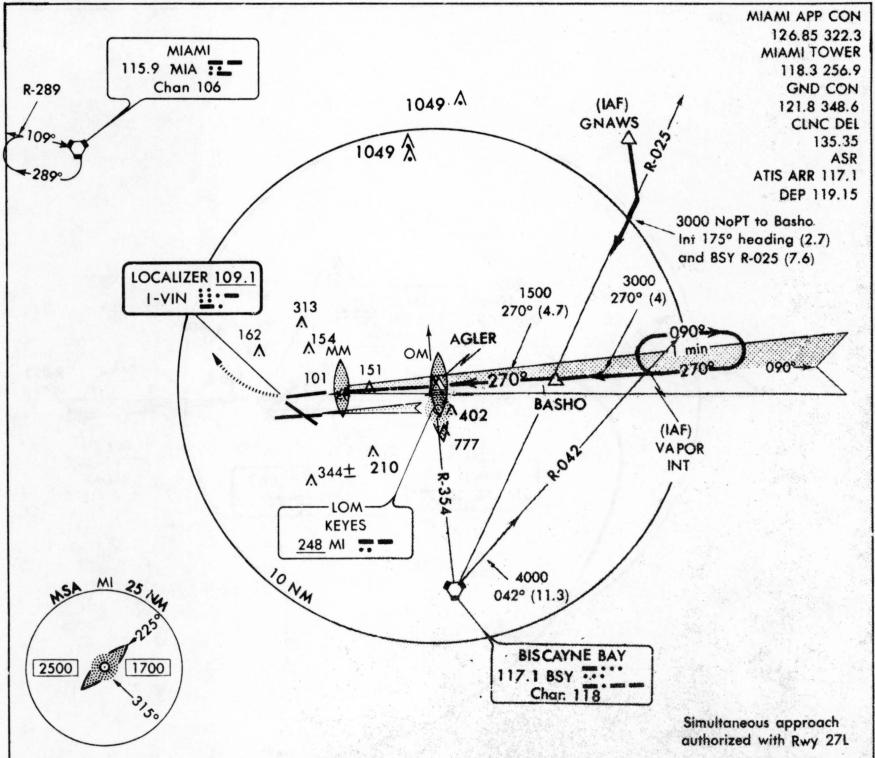 MIAMI APP CON
126.85 322.3
MIAMI TOWER
118.3 256.9
GND CON
121.8 348.6
CLNC DEL
135.35
ASR
ATIS ARR 117.1
DEP 119.15
MIAMI
115.9 MIA
Chan 106
R-289
109°
289°
1049
1049
(IAF)
GNAWS
R-025
3000 NoPT to Basho.
Int 175° heading (2.7)
and BSY R-025 (7.6)
LOCALIZER 109.1
I-VIN
313
162
154
MM
101
151
OM
AGLER
1500
270° (4.7)
3000
270° (4)
090°
1 min
270°
270°
090°
BASHO
402
777
(IAF)
VAPOR
INT
344±
210
R-354
R-042
LOM
KEYES
248 MI
4000
042° (11.3)
10 NM
MSA MI 25 NM
225°
2500
1700
315°
BISCAYNE BAY
117.1 BSY
Chan 118
Simultaneous approach
authorized with Rwy 27L